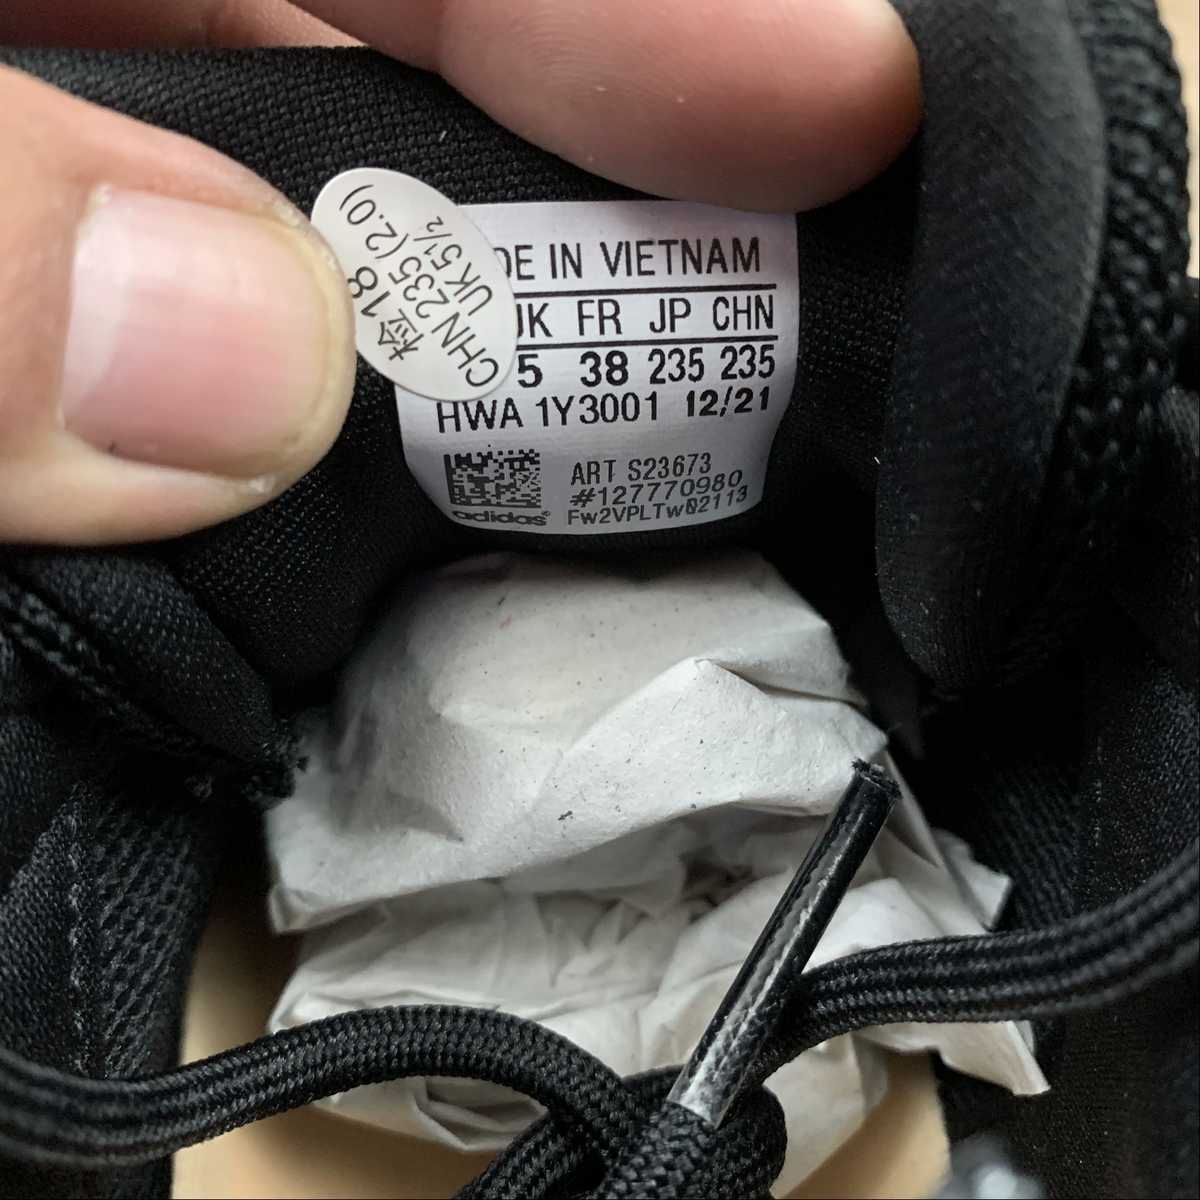 检18
CHN 235(2.0)
UK 5½
DE IN VIETNAM
UK FR JP CHN
5 38 235 235
HWA 1Y3001 12/21
ART S23673
#127770980
FW2VPLTW02113
adidas